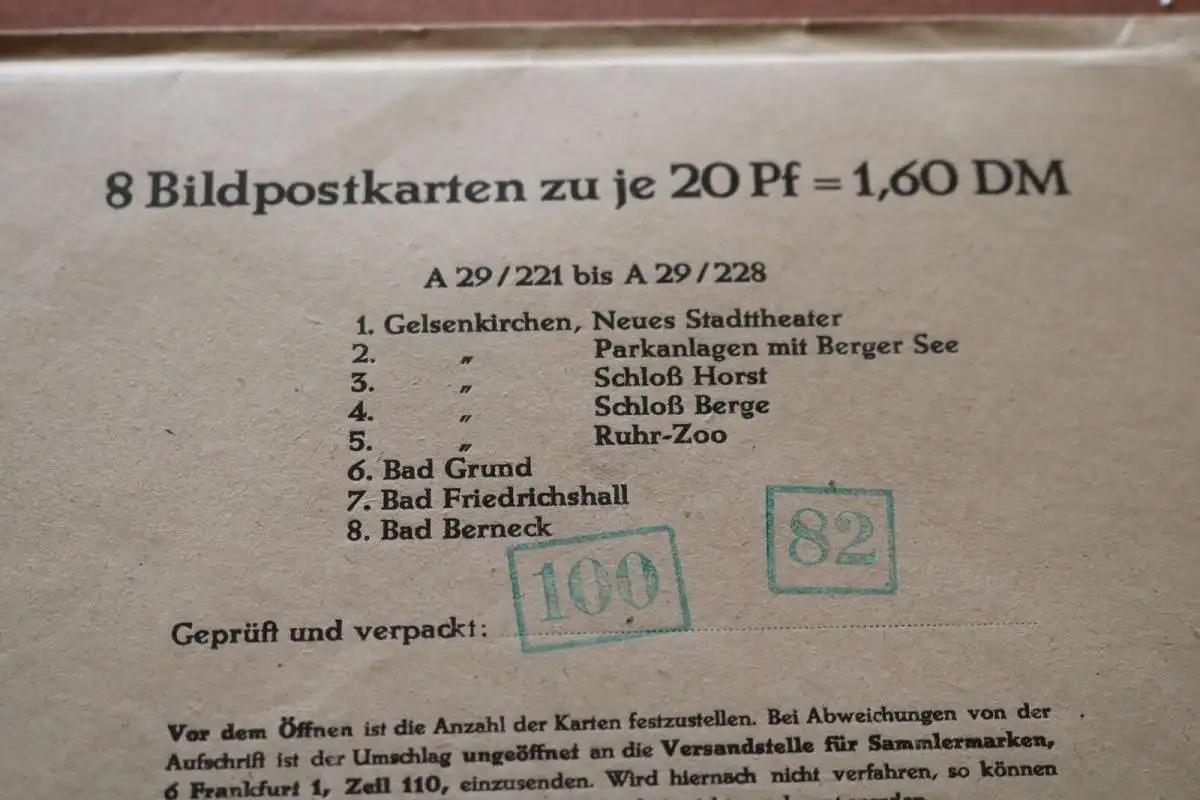 8 Bildpostkarten zu je 20 Pf = 1,60 DM
A 29/221 bis A 29/228
1. Gelsenkirchen, Neues Stadttheater
2. „ Parkanlagen mit Berger See
3. „ Schloß Horst
4. „ Schloß Berge
5. „ Ruhr-Zoo
6. Bad Grund
7. Bad Friedrichshall
8. Bad Berneck
82
100
Geprüft und verpackt:
Vor dem Öffnen ist die Anzahl der Karten festzustellen. Bei Abweichungen von der
Aufschrift ist der Umschlag ungeöffnet an die Versandstelle für Sammlermarken,
6 Frankfurt 1, Zeil 110, einzusenden. Wird hiernach nicht verfahren, so können